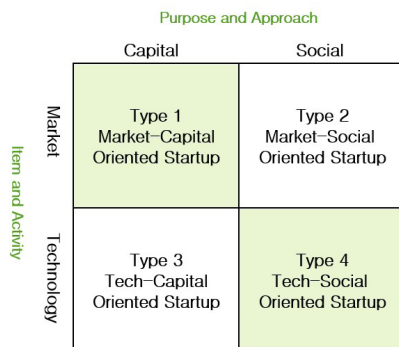 Purpose and Approach
Capital
Social
Item and Activity
Market
Type 1
Market-Capital
Oriented Startup
Type 2
Market-Social
Oriented Startup
Technology
Type 3
Tech-Capital
Oriented Startup
Type 4
Tech-Social
Oriented Startup